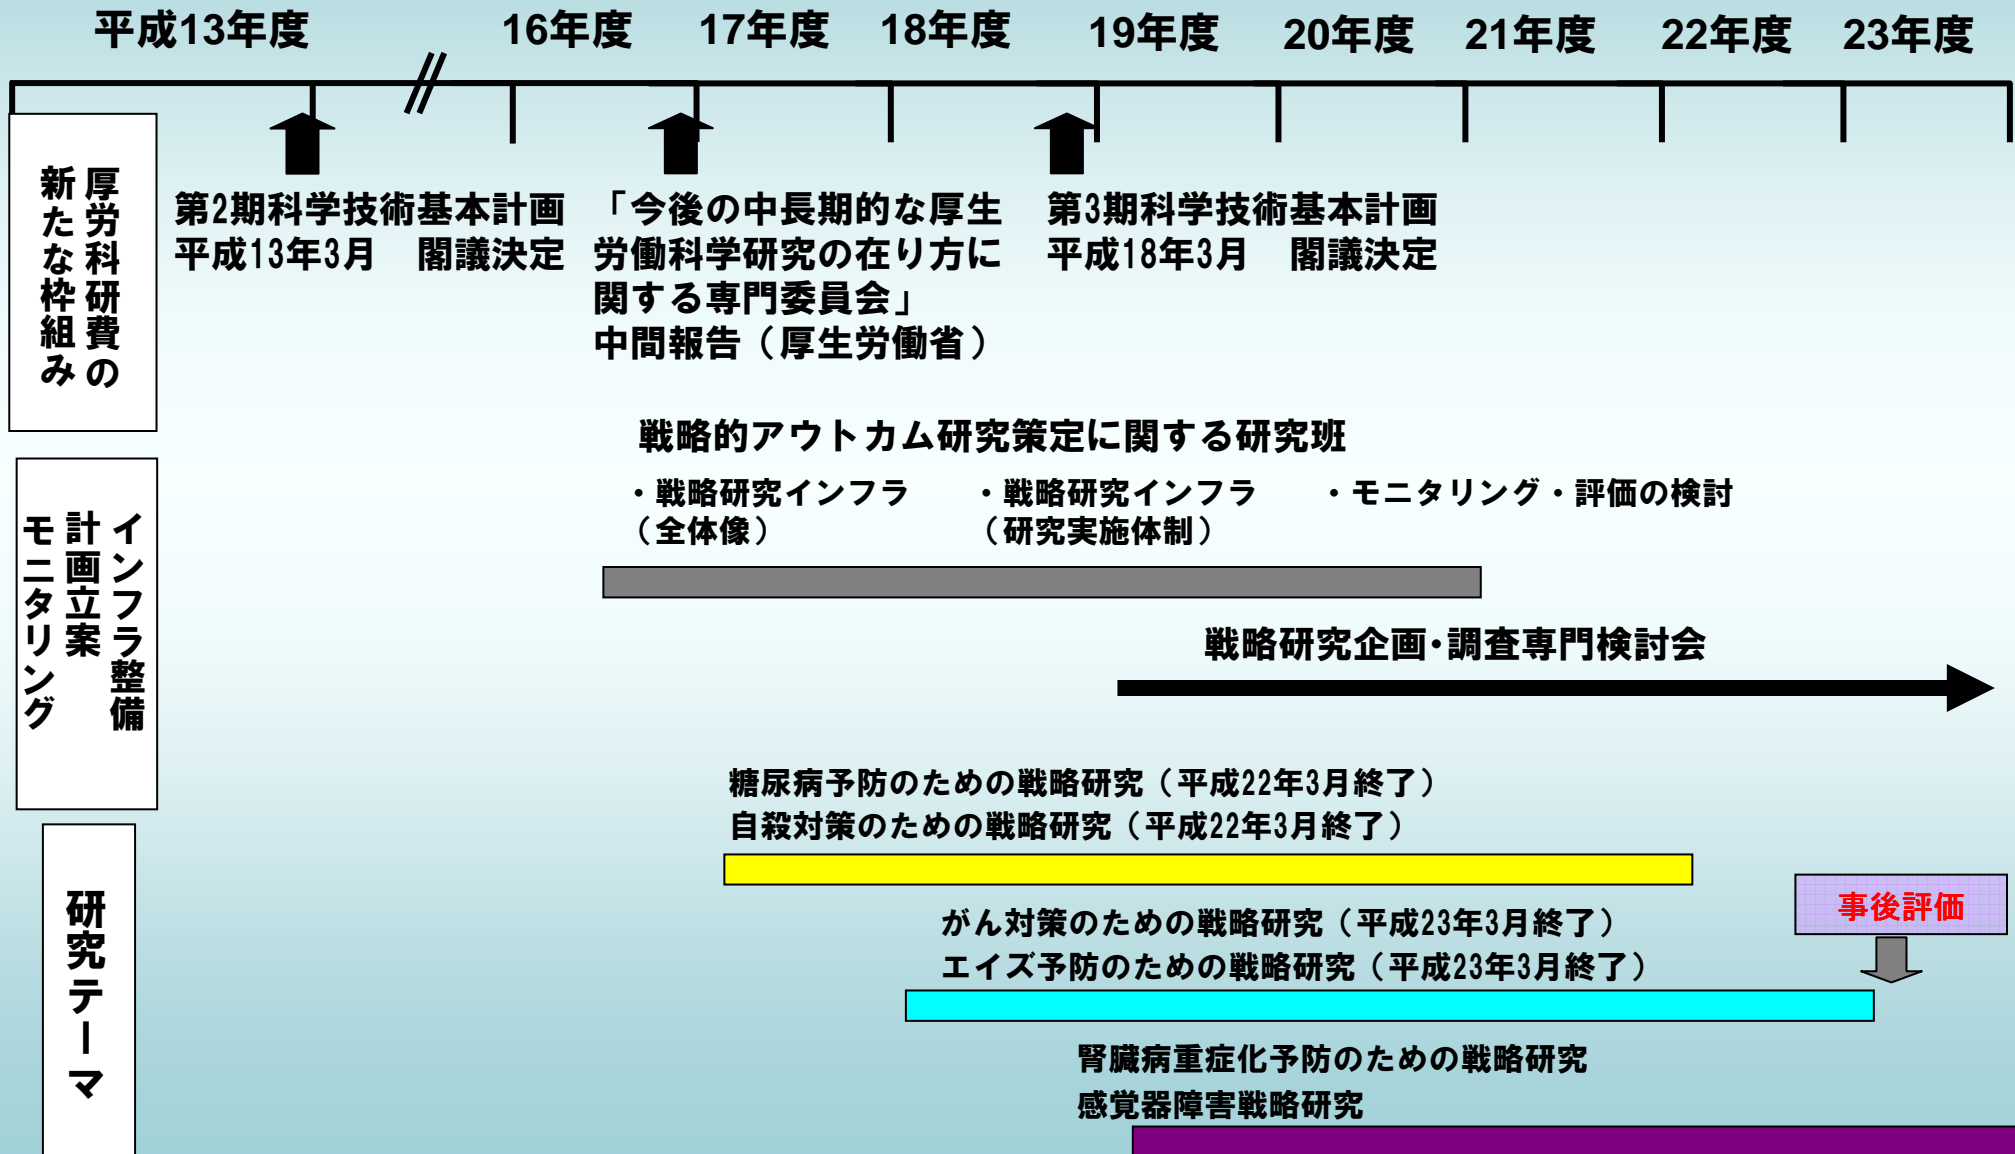 平成13年度 16年度 17年度 18年度 19年度 20年度 21年度 22年度 23年度
厚労科研費の
新たな枠組み
第2期科学技術基本計画
平成13年3月 閣議決定
「今後の中長期的な厚生
労働科学研究の在り方に
関する専門委員会」
中間報告（厚生労働省）
第3期科学技術基本計画
平成18年3月 閣議決定
インフラ整備
計画立案
モニタリング
戦略的アウトカム研究策定に関する研究班
・戦略研究インフラ
（全体像）
・戦略研究インフラ
（研究実施体制）
・モニタリング・評価の検討
戦略研究企画・調査専門検討会
研究テーマ
糖尿病予防のための戦略研究（平成22年3月終了）
自殺対策のための戦略研究（平成22年3月終了）
事後評価
がん対策のための戦略研究（平成23年3月終了）
エイズ予防のための戦略研究（平成23年3月終了）
腎臓病重症化予防のための戦略研究
感覚器障害戦略研究